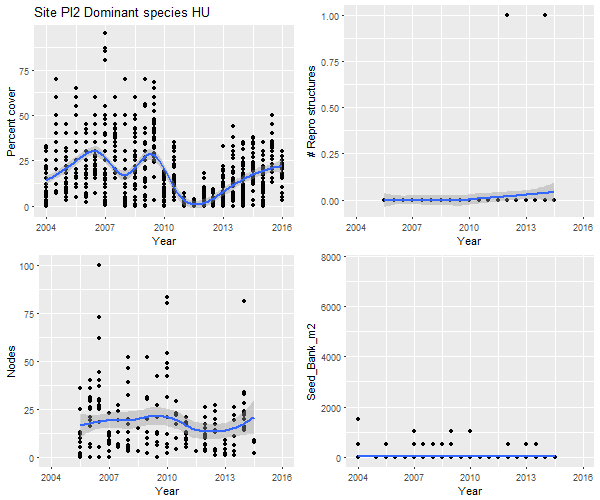 Site PI2 Dominant species HU
Percent cover
75
50
25
0
2004 2007 2010 2013 2016
Year
# Repro structures
1.00
0.75
0.50
0.25
0.00
2004 2007 2010 2013 2016
Year
Nodes
100
75
50
25
0
2004 2007 2010 2013 2016
Year
Seed_Bank_m2
8000
6000
4000
2000
0
2004 2007 2010 2013 2016
Year